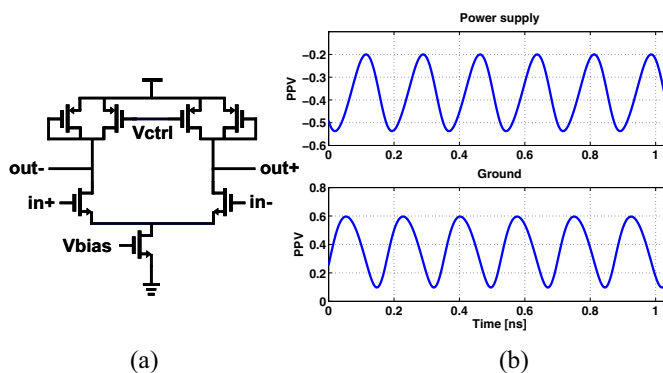 Power supply
PPV
−0.2
−0.3
−0.4
−0.5
−0.6
0 0.2 0.4 0.6 0.8 1
Vctrl
out- out+
in+ in-
Vbias
Ground
PPV
0.8
0.6
0.4
0.2
0
0 0.2 0.4 0.6 0.8 1
Time [ns]
(a) (b)